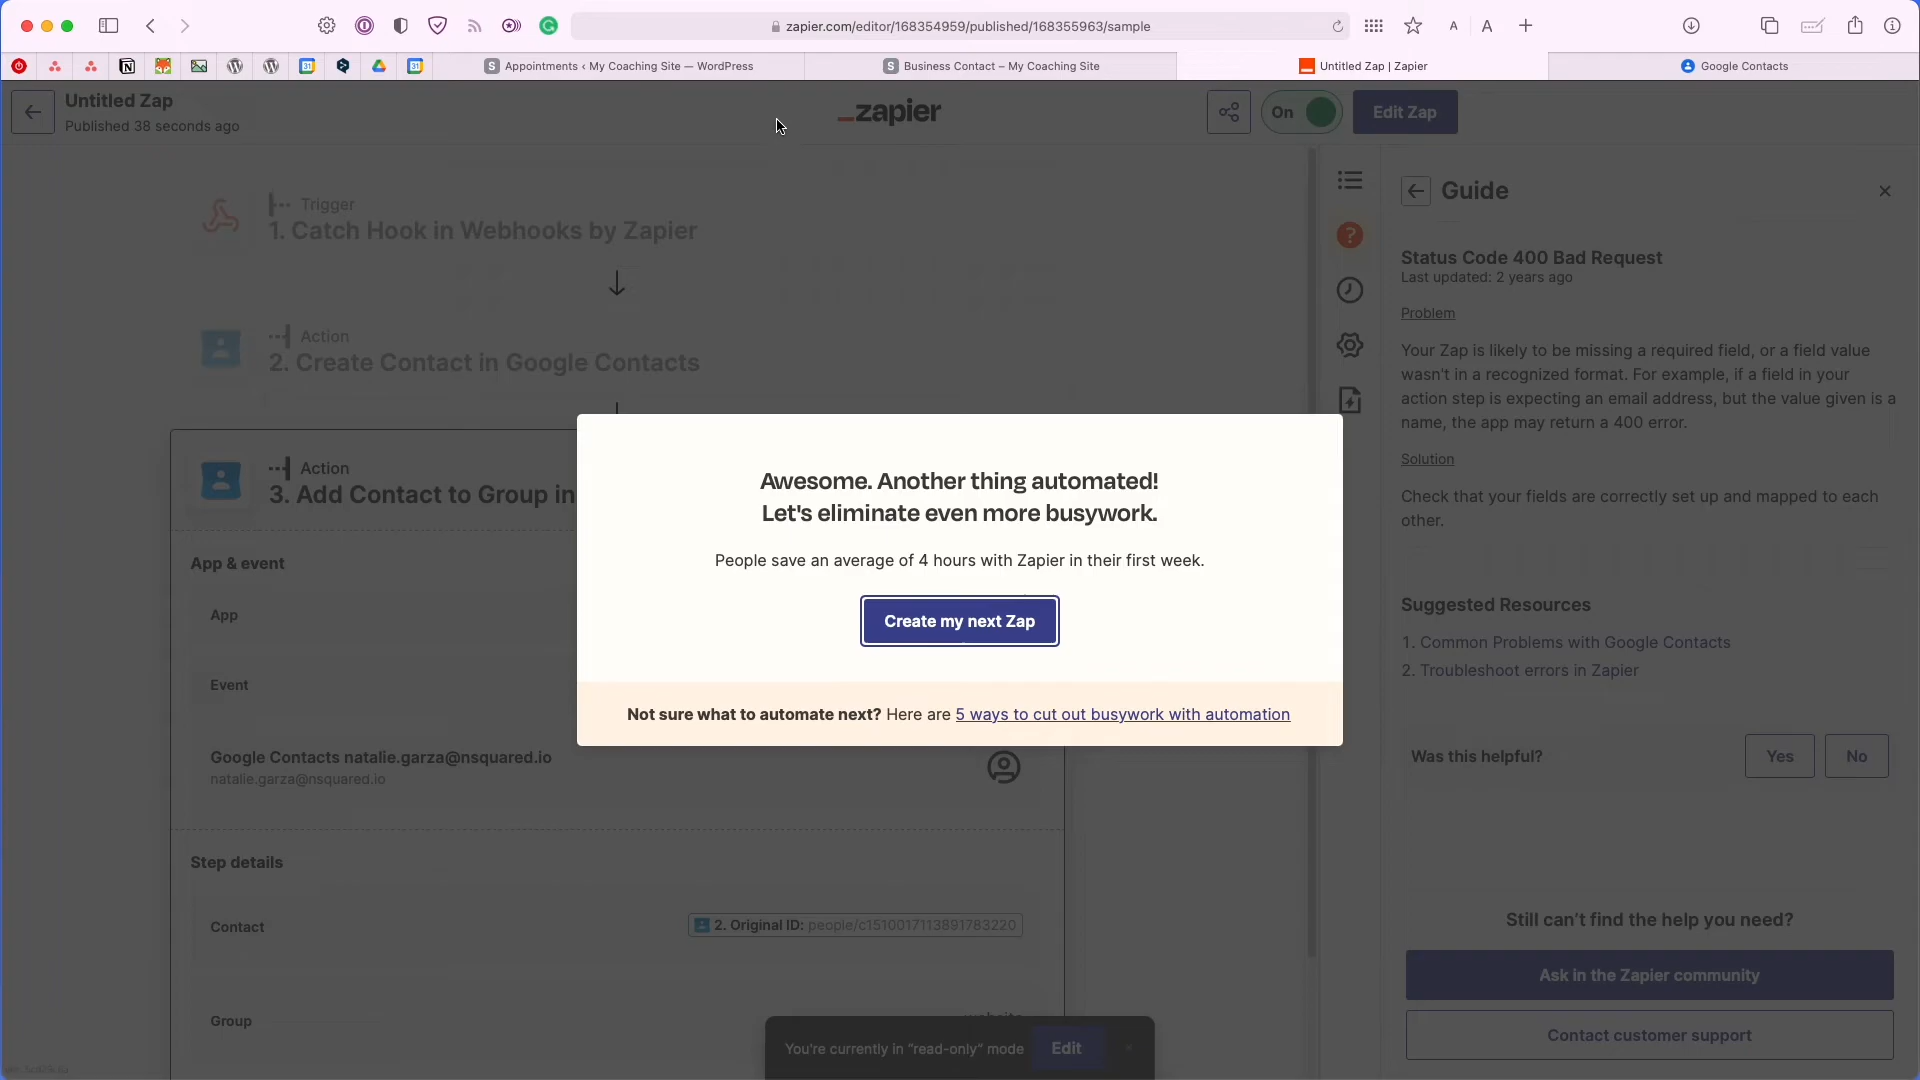 zapier.com/editor/168354959/published/168355963/sample
A
A
Appointments ‹ My Coaching Site — WordPress
Business Contact – My Coaching Site
Untitled Zap | Zapier
Google Contacts
Untitled Zap
Published 38 seconds ago
_zapier
On
Edit Zap
Trigger
1. Catch Hook in Webhooks by Zapier
Action
2. Create Contact in Google Contacts
Action
3. Add Contact to Group in
App & event
App
Event
Google Contacts natalie.garza@nsquared.io
natalie.garza@nsquared.io
Step details
Contact
2. Original ID: people/c1510017113891783220
Group
website
Awesome. Another thing automated!
Let's eliminate even more busywork.
People save an average of 4 hours with Zapier in their first week.
Create my next Zap
Not sure what to automate next? Here are 5 ways to cut out busywork with automation
You're currently in "read-only" mode
Edit
Guide
Status Code 400 Bad Request
Last updated: 2 years ago
Problem
Your Zap is likely to be missing a required field, or a field value
wasn't in a recognized format. For example, if a field in your
action step is expecting an email address, but the value given is a
name, the app may return a 400 error.
Solution
Check that your fields are correctly set up and mapped to each
other.
Suggested Resources
1. Common Problems with Google Contacts
2. Troubleshoot errors in Zapier
Was this helpful?
Yes
No
Still can't find the help you need?
Ask in the Zapier community
Contact customer support